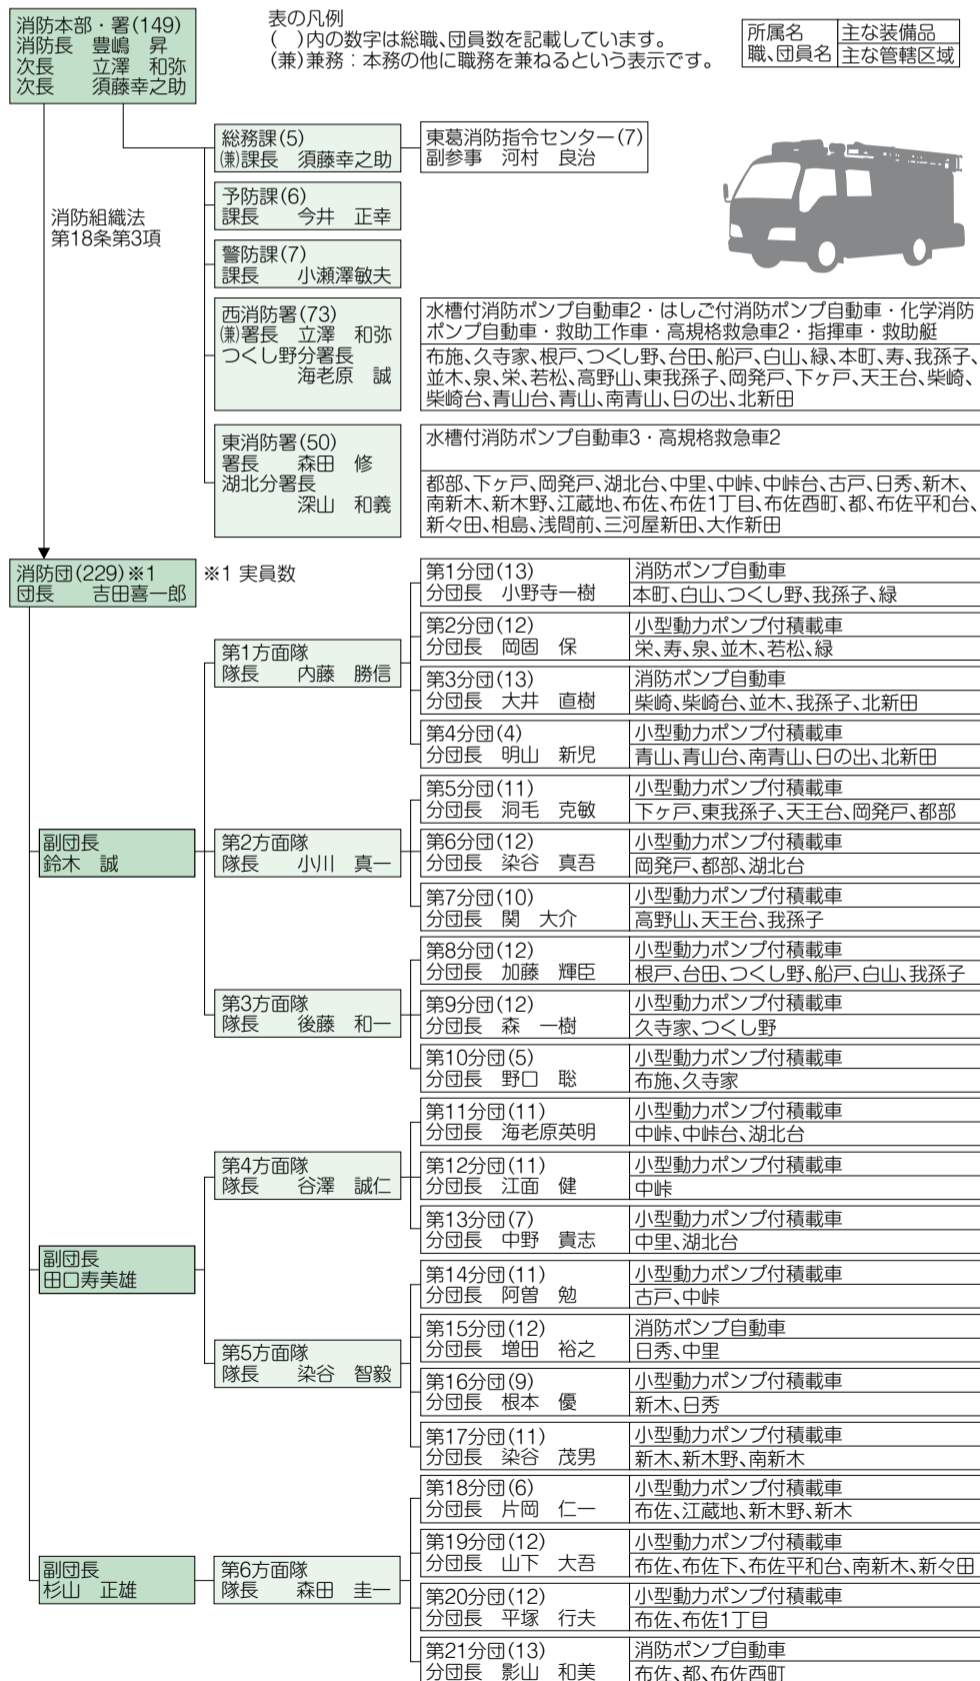 消防本部・署(149)
消防長　豊嶋　昇
次長　立澤　和弥
次長　須藤幸之助
表の凡例
(　)内の数字は総職、団員数を記載しています。
(兼)兼務：本務の他に職務を兼ねるという表示です。
所属名
職、団員名
主な装備品
主な管轄区域
総務課(5)
㈱課長　須藤幸之助
東葛消防指令センター(7)
副参事　河村　良治
消防組織法
第18条第3項
予防課(6)
課長　今井　正幸
警防課(7)
課長　小瀬澤敏夫
西消防署(73)
(兼)署長　立澤　和弥
つくし野分署長
海老原　誠
水槽付消防ポンプ自動車2・はしご付消防ポンプ自動車・化学消防
ポンプ自動車・救助工作車・高規格救急車2・指揮車・救助艇
布施、久寺家、根戸、つくし野、台田、船戸、白山、緑、本町、寿、我孫子、
並木、泉、栄、若松、高野山、東我孫子、岡発戸、下ヶ戸、天王台、柴崎、
柴崎台、青山台、青山、南青山、日の出、北新田
東消防署(50)
署長　森田　修
湖北分署長
深山　和義
水槽付消防ポンプ自動車3・高規格救急車2
都部、下ヶ戸、岡発戸、湖北台、中里、中峠、中峠台、古戸、日秀、新木、
南新木、新木野、江蔵地、布佐、布佐1丁目、布佐酉町、都、布佐平和台、
新々田、相島、浅間前、三河屋新田、大作新田
消防団(229)※1
団長　吉田喜一郎
※1 実員数
副団長
鈴木　誠
第1方面隊
隊長　内藤　勝信
第1分団(13)
分団長　小野寺一樹
消防ポンプ自動車
本町、白山、つくし野、我孫子、緑
第2分団(12)
分団長　岡固　保
小型動力ポンプ付積載車
栄、寿、泉、並木、若松、緑
第3分団(13)
分団長　大井　直樹
消防ポンプ自動車
柴崎、柴崎台、並木、我孫子、北新田
第4分団(4)
分団長　明山　新児
小型動力ポンプ付積載車
青山、青山台、南青山、日の出、北新田
第2方面隊
隊長　小川　真一
第5分団(11)
分団長　洞毛　克敏
小型動力ポンプ付積載車
下ヶ戸、東我孫子、天王台、岡発戸、都部
第6分団(12)
分団長　染谷　真吾
小型動力ポンプ付積載車
岡発戸、都部、湖北台
第7分団(10)
分団長　関　大介
小型動力ポンプ付積載車
高野山、天王台、我孫子
第3方面隊
隊長　後藤　和一
第8分団(12)
分団長　加藤　輝臣
小型動力ポンプ付積載車
根戸、台田、つくし野、船戸、白山、我孫子
第9分団(12)
分団長　森　一樹
小型動力ポンプ付積載車
久寺家、つくし野
第10分団(5)
分団長　野口　聡
小型動力ポンプ付積載車
布施、久寺家
副団長
田口寿美雄
第4方面隊
隊長　谷澤　誠仁
第11分団(11)
分団長　海老原英明
小型動力ポンプ付積載車
中峠、中峠台、湖北台
第12分団(11)
分団長　江面　健
小型動力ポンプ付積載車
中峠
第13分団(7)
分団長　中野　貴志
小型動力ポンプ付積載車
中里、湖北台
第5方面隊
隊長　染谷　智毅
第14分団(11)
分団長　阿曽　勉
小型動力ポンプ付積載車
古戸、中峠
第15分団(12)
分団長　増田　裕之
消防ポンプ自動車
日秀、中里
第16分団(9)
分団長　根本　優
小型動力ポンプ付積載車
新木、日秀
第17分団(11)
分団長　染谷　茂男
小型動力ポンプ付積載車
新木、新木野、南新木
副団長
杉山　正雄
第6方面隊
隊長　森田　圭一
第18分団(6)
分団長　片岡　仁一
小型動力ポンプ付積載車
布佐、江蔵地、新木野、新木
第19分団(12)
分団長　山下　大吾
小型動力ポンプ付積載車
布佐、布佐下、布佐平和台、南新木、新々田
第20分団(12)
分団長　平塚　行夫
小型動力ポンプ付積載車
布佐、布佐1丁目
第21分団(13)
分団長　影山　和美
消防ポンプ自動車
布佐、都、布佐酉町